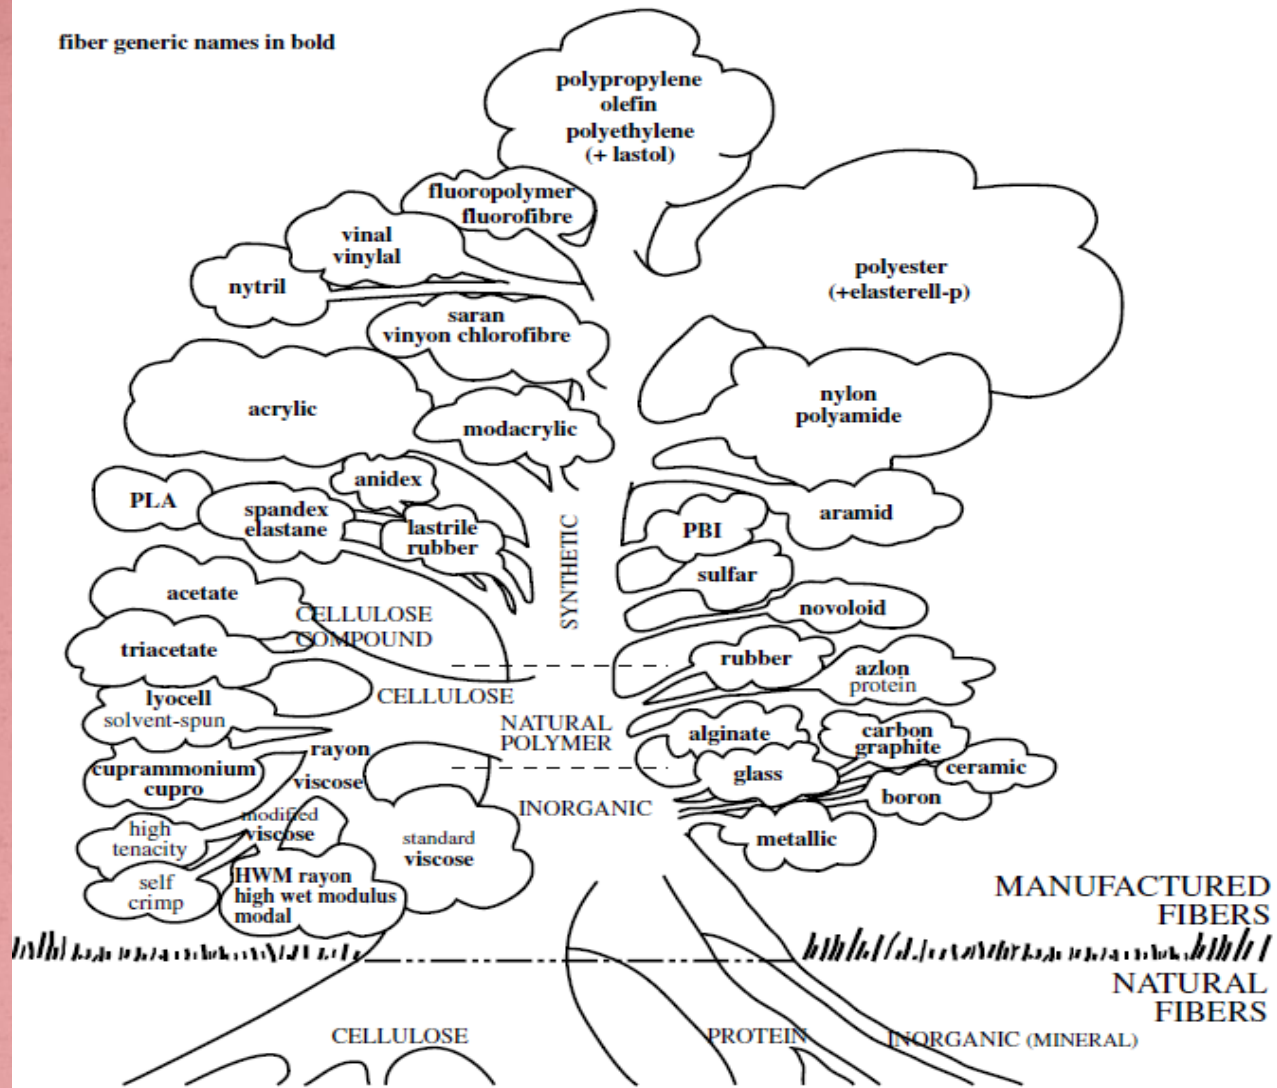 fiber generic names in bold
polypropylene
olefin
polyethylene
(+ lastol)
fluoropolymer
fluorofibre
vinal
vinylal
nytril
polyester
(+elasterell-p)
saran
vinyon chlorofibre
acrylic
modacrylic
nylon
polyamide
anidex
PLA
spandex
elastane
lastrile
rubber
SYNTHETIC
PBI
aramid
sulfar
acetate
CELLULOSE
COMPOUND
novoloid
triacetate
rubber
azlon
protein
lyocell
solvent-spun
CELLULOSE
NATURAL
POLYMER
alginate
carbon
graphite
rayon
viscose
cuprammonium
cupro
glass
ceramic
boron
INORGANIC
modified
viscose
high
tenacity
standard
viscose
metallic
self
crimp
HWM rayon
high wet modulus
modal
MANUFACTURED
FIBERS
NATURAL
FIBERS
CELLULOSE
PROTEIN
INORGANIC (MINERAL)